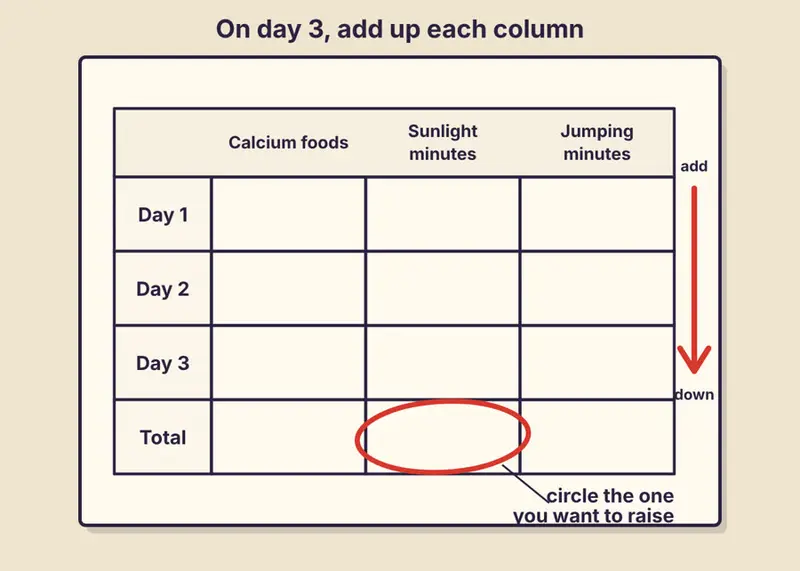 On day 3, add up each column
Calcium foods
Sunlight
minutes
Jumping
minutes
add
Day 1
Day 2
Day 3
down
Total
circle the one
you want to raise